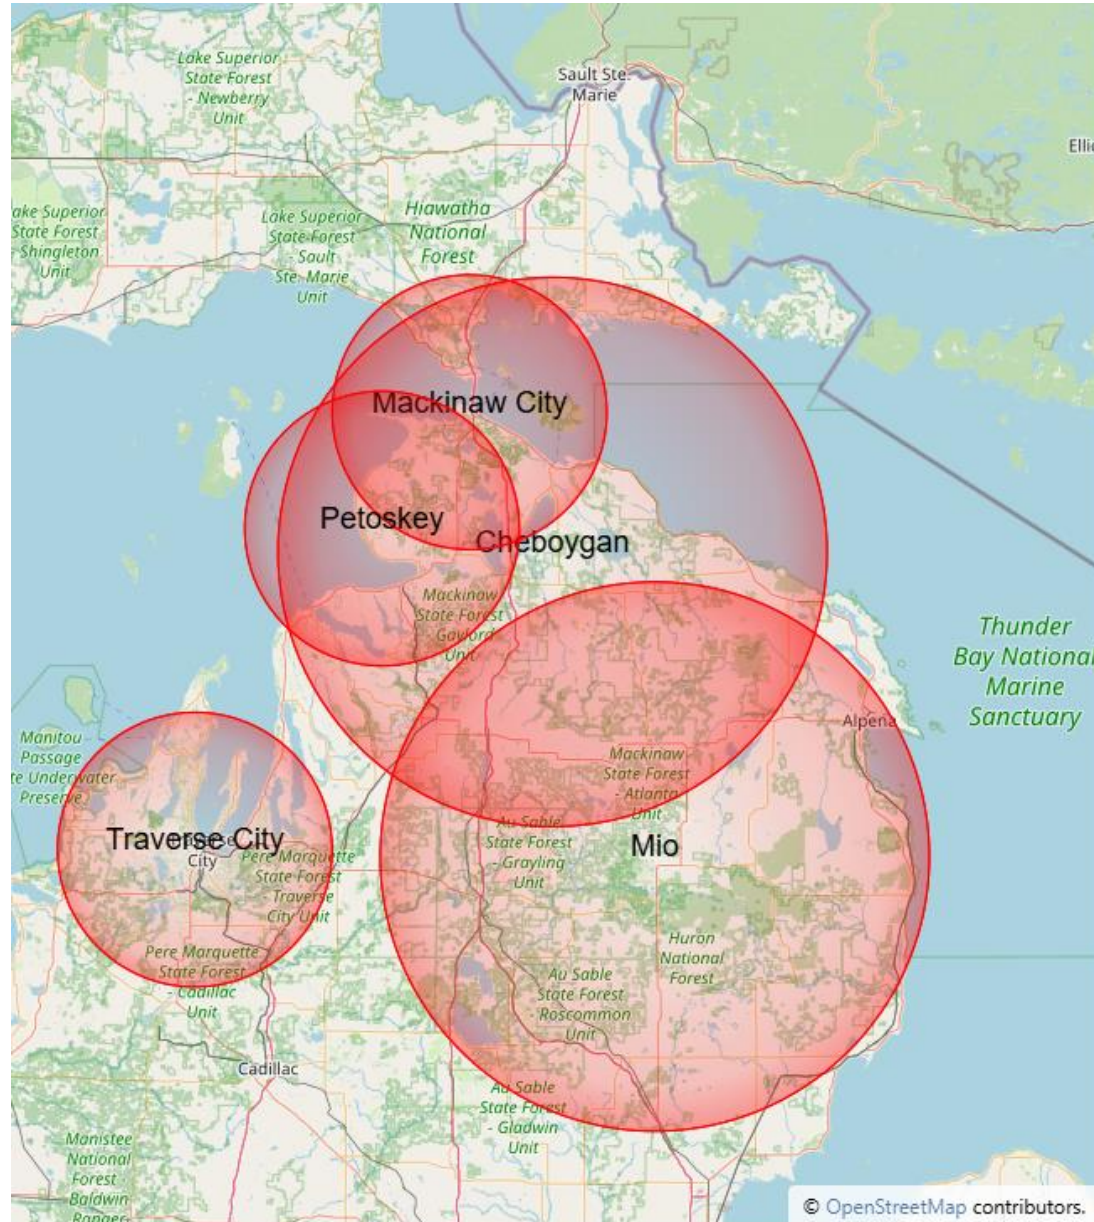 Lake Superior
State Forest
- Newberry
Unit
Sault Ste.
Marie
Ellic
ake Superior
State Forest
- Shingleton
Unit
Lake Superior
State Forest
- Sault
Ste. Marie
Unit
Hiawatha
National
Forest
Mackinaw City
Petoskey
Cheboygan
Mackinaw
State Forest
- Gaylord
Unit
Thunder
Bay National
Marine
Sanctuary
Alpena
Manitou
Passage
te Underwater
Preserve
Mackinaw
State Forest
- Atlanta
Unit
Traverse City
City
Pere Marquette
State Forest
- Traverse
City Unit
Au Sable
State Forest
- Grayling
Unit
Mio
Pere Marquette
State Forest
- Cadillac
Unit
Huron
National
Forest
Au Sable
State Forest
- Roscommon
Unit
Cadillac
Au Sable
State Forest
- Gladwin
Unit
Manistee
National
Forest
Baldwin
Ranger
© OpenStreetMap contributors.